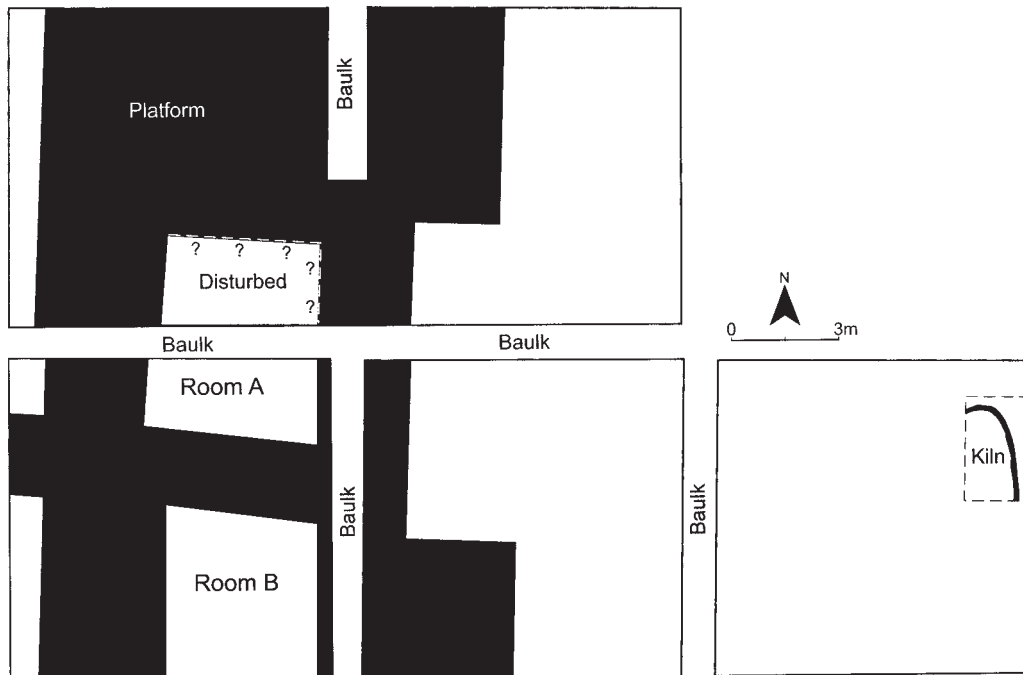 Platform
Baulk
? ? ? ?
Disturbed
?
N
0 3m
Baulk
Baulk
Room A
Kiln
Baulk
Baulk
Room B